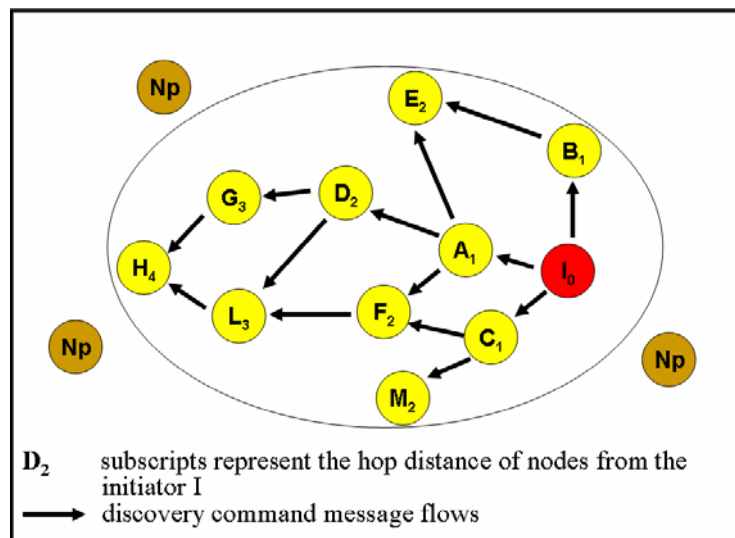 Np
E₂
B₁
G₃
D₂
A₁
H₄
I₀
L₃
F₂
C₁
Np
Np
M₂
D₂ subscripts represent the hop distance of nodes from the
initiator I
discovery command message flows